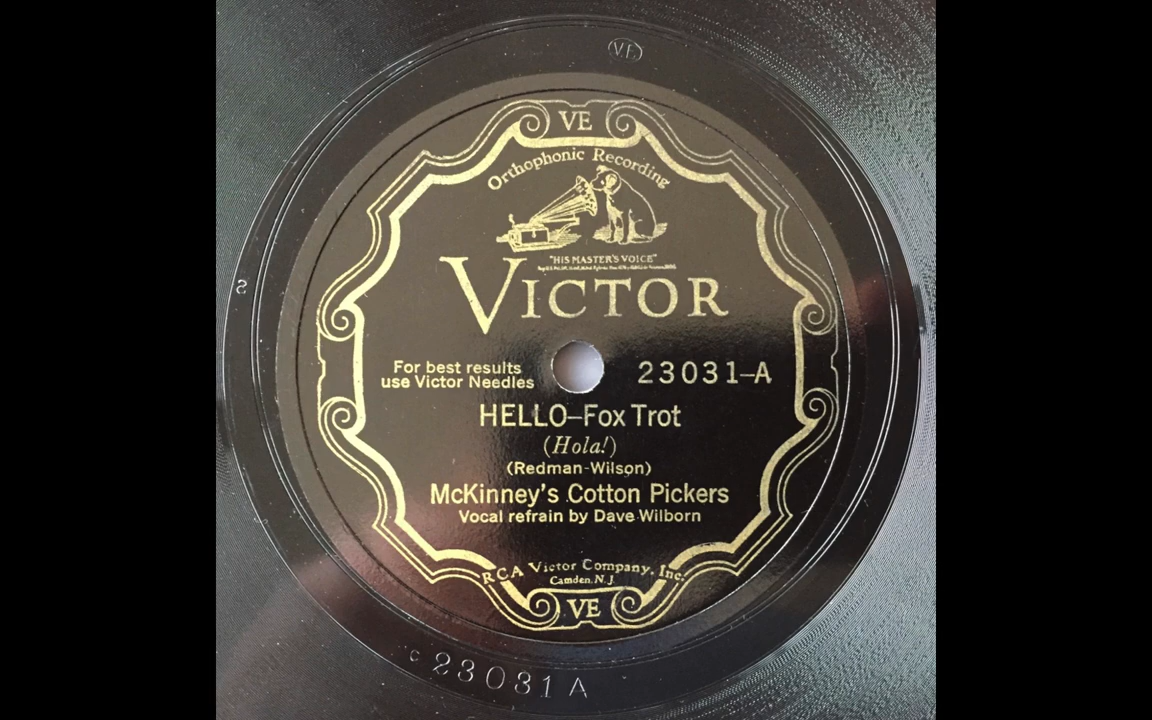 VE
VE
Orthophonic Recording
"HIS MASTER'S VOICE"
VICTOR
For best results
use Victor Needles
23031-A
HELLO-Fox Trot
(Hola!)
(Redman-Wilson)
McKinney's Cotton Pickers
Vocal refrain by Dave Wilborn
RCA Victor Company, Inc.
Camden, N.J.
VE
c 23031 A